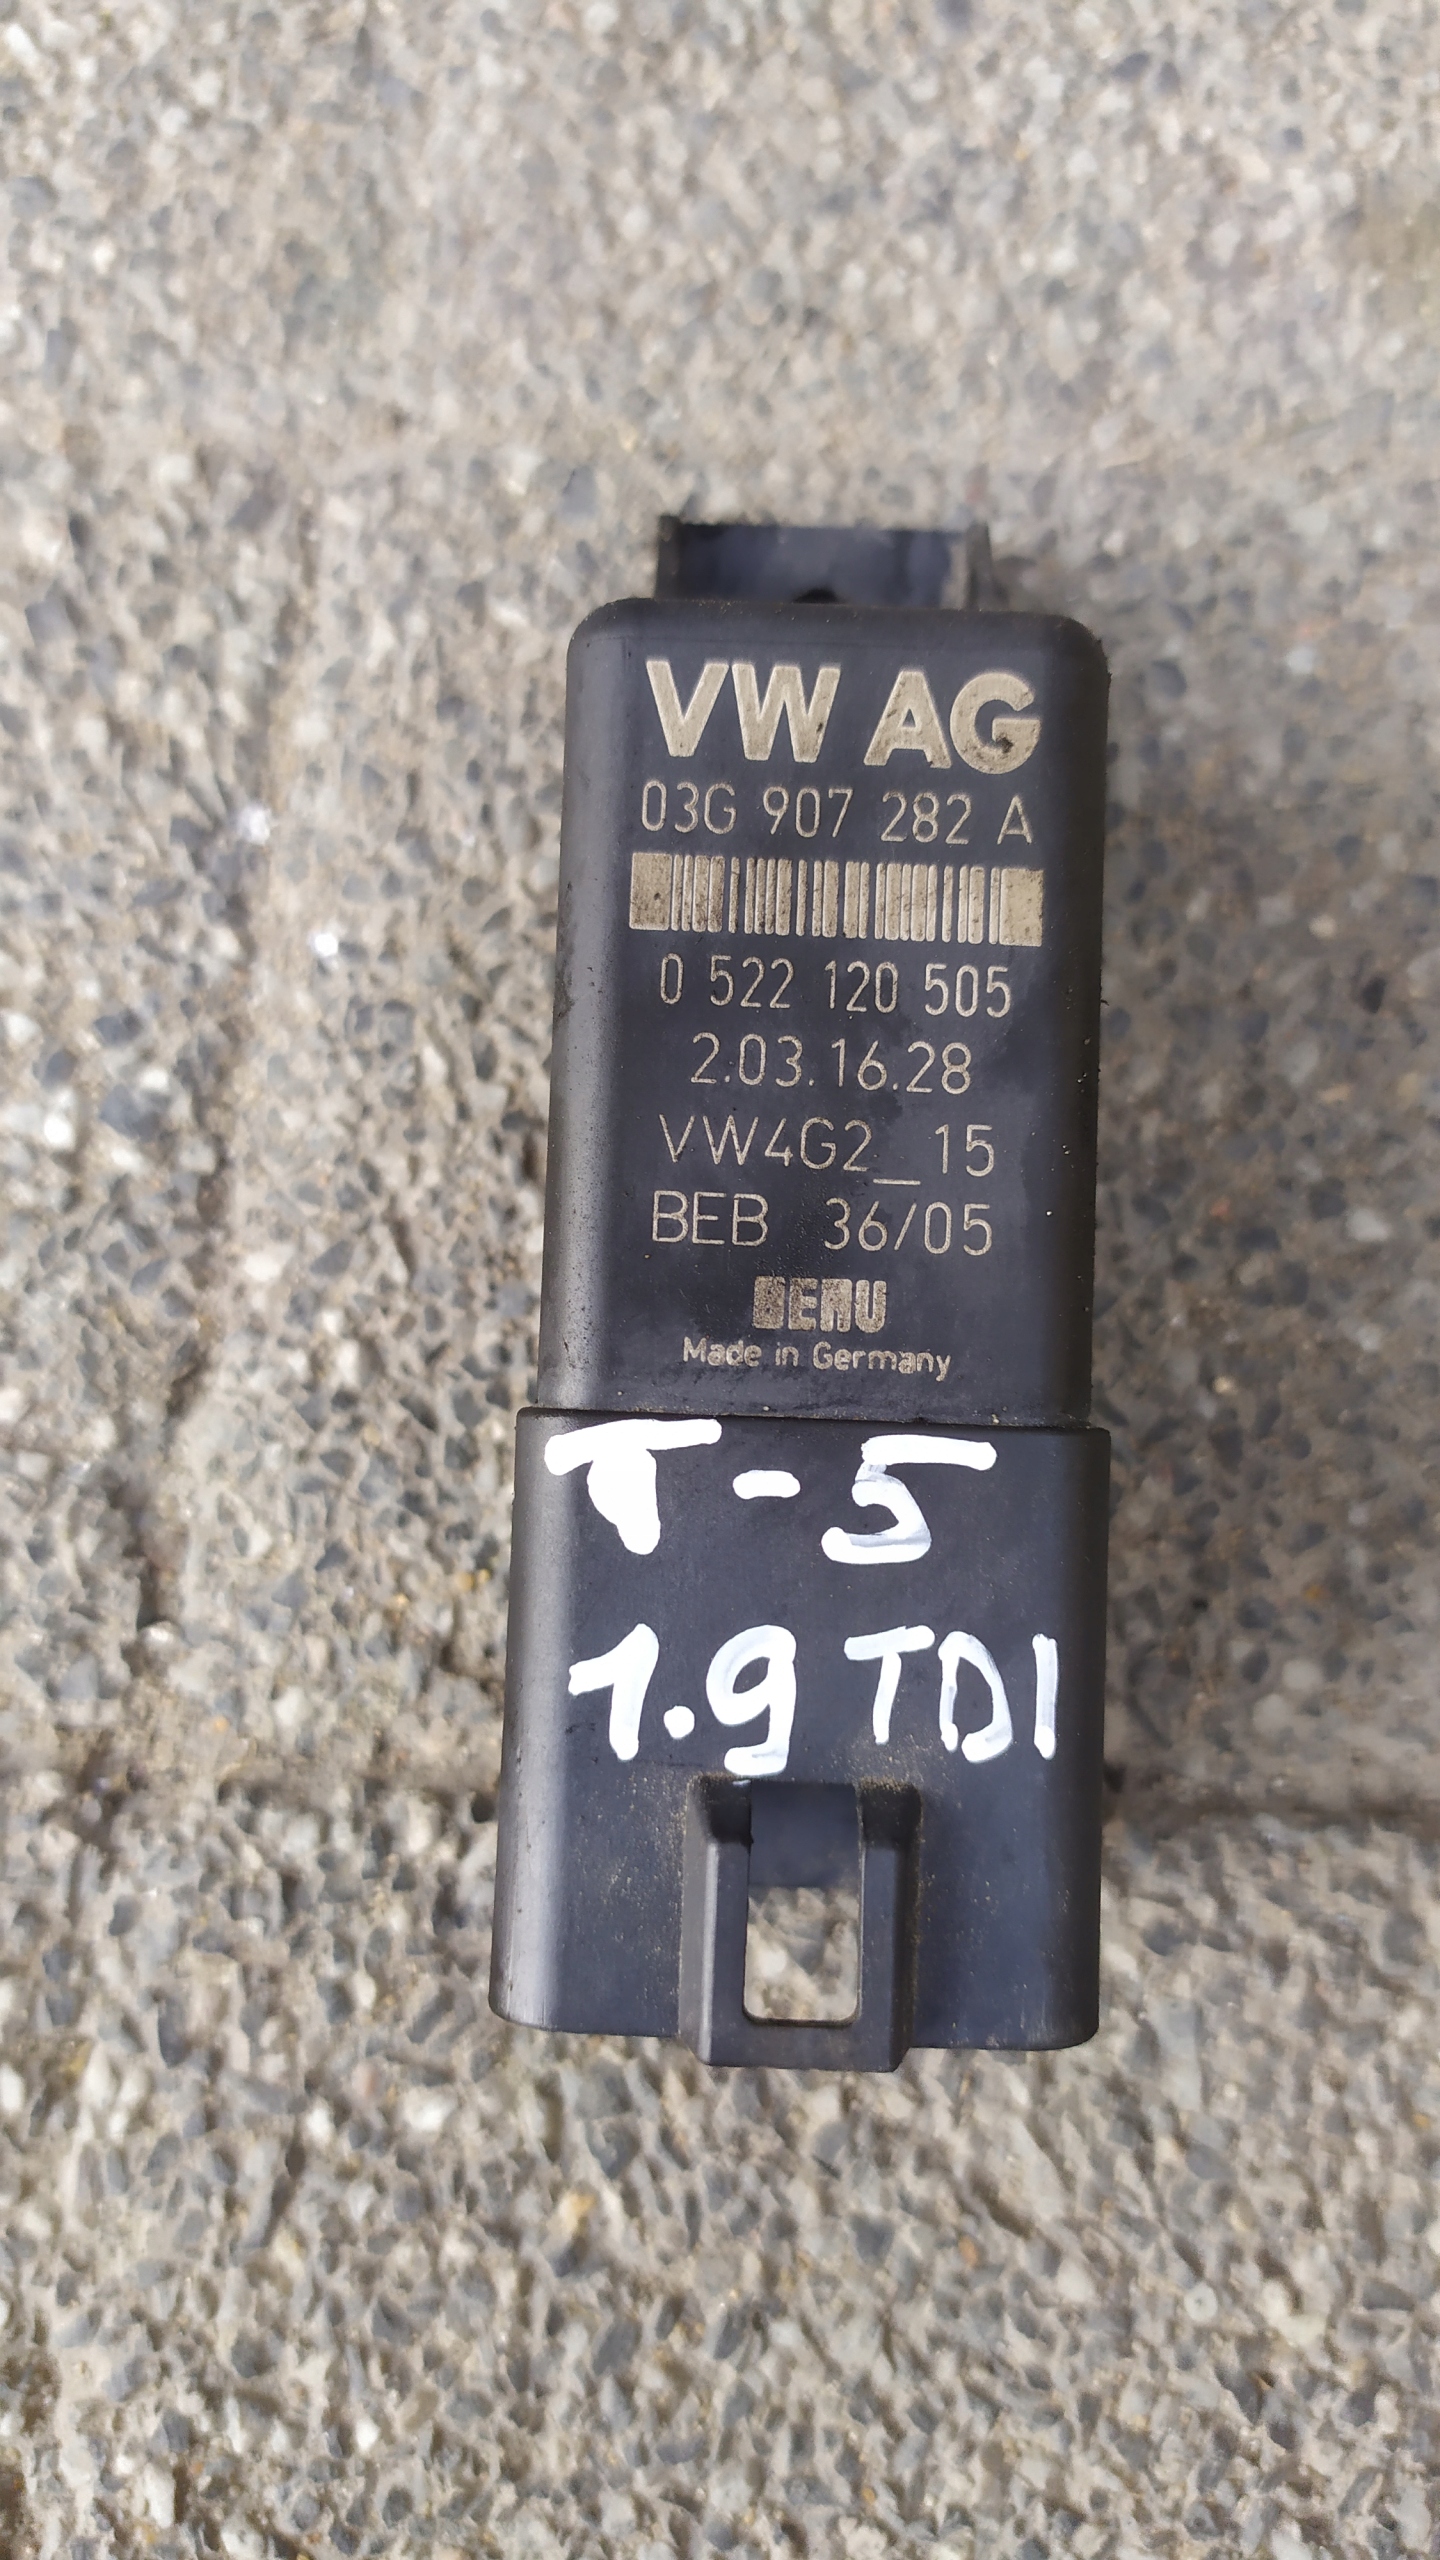 VW AG
03G 907 282 A
0 522 120 505
2.03.16.28
VW4G2_15
BEB 36/05
BERU
Made in Germany
T-5
1.9 TDI